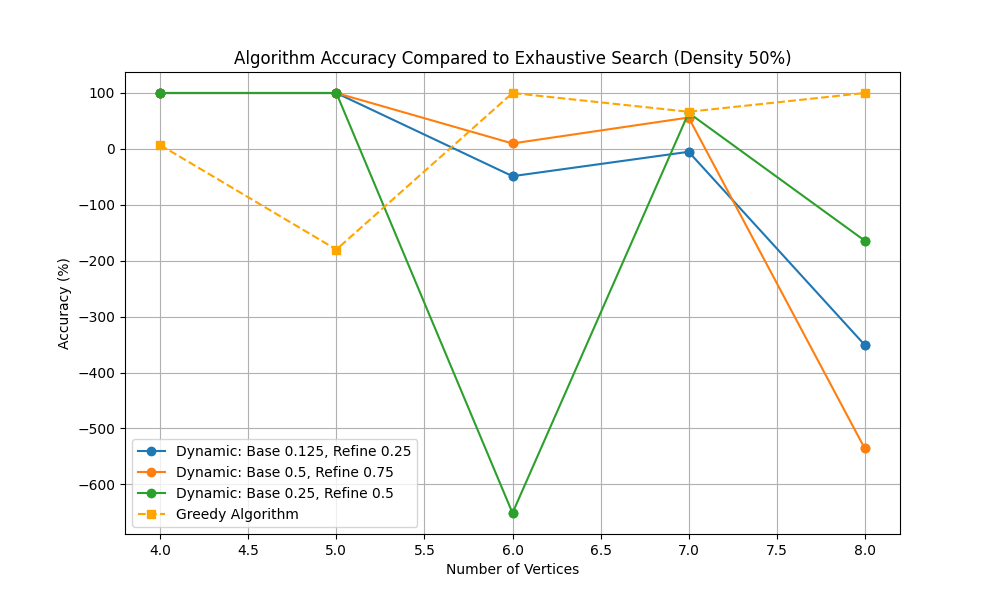 Algorithm Accuracy Compared to Exhaustive Search (Density 50%)
Accuracy (%)
100
0
−100
−200
−300
−400
−500
−600
Dynamic: Base 0.125, Refine 0.25
Dynamic: Base 0.5, Refine 0.75
Dynamic: Base 0.25, Refine 0.5
Greedy Algorithm
4.0 4.5 5.0 5.5 6.0 6.5 7.0 7.5 8.0
Number of Vertices